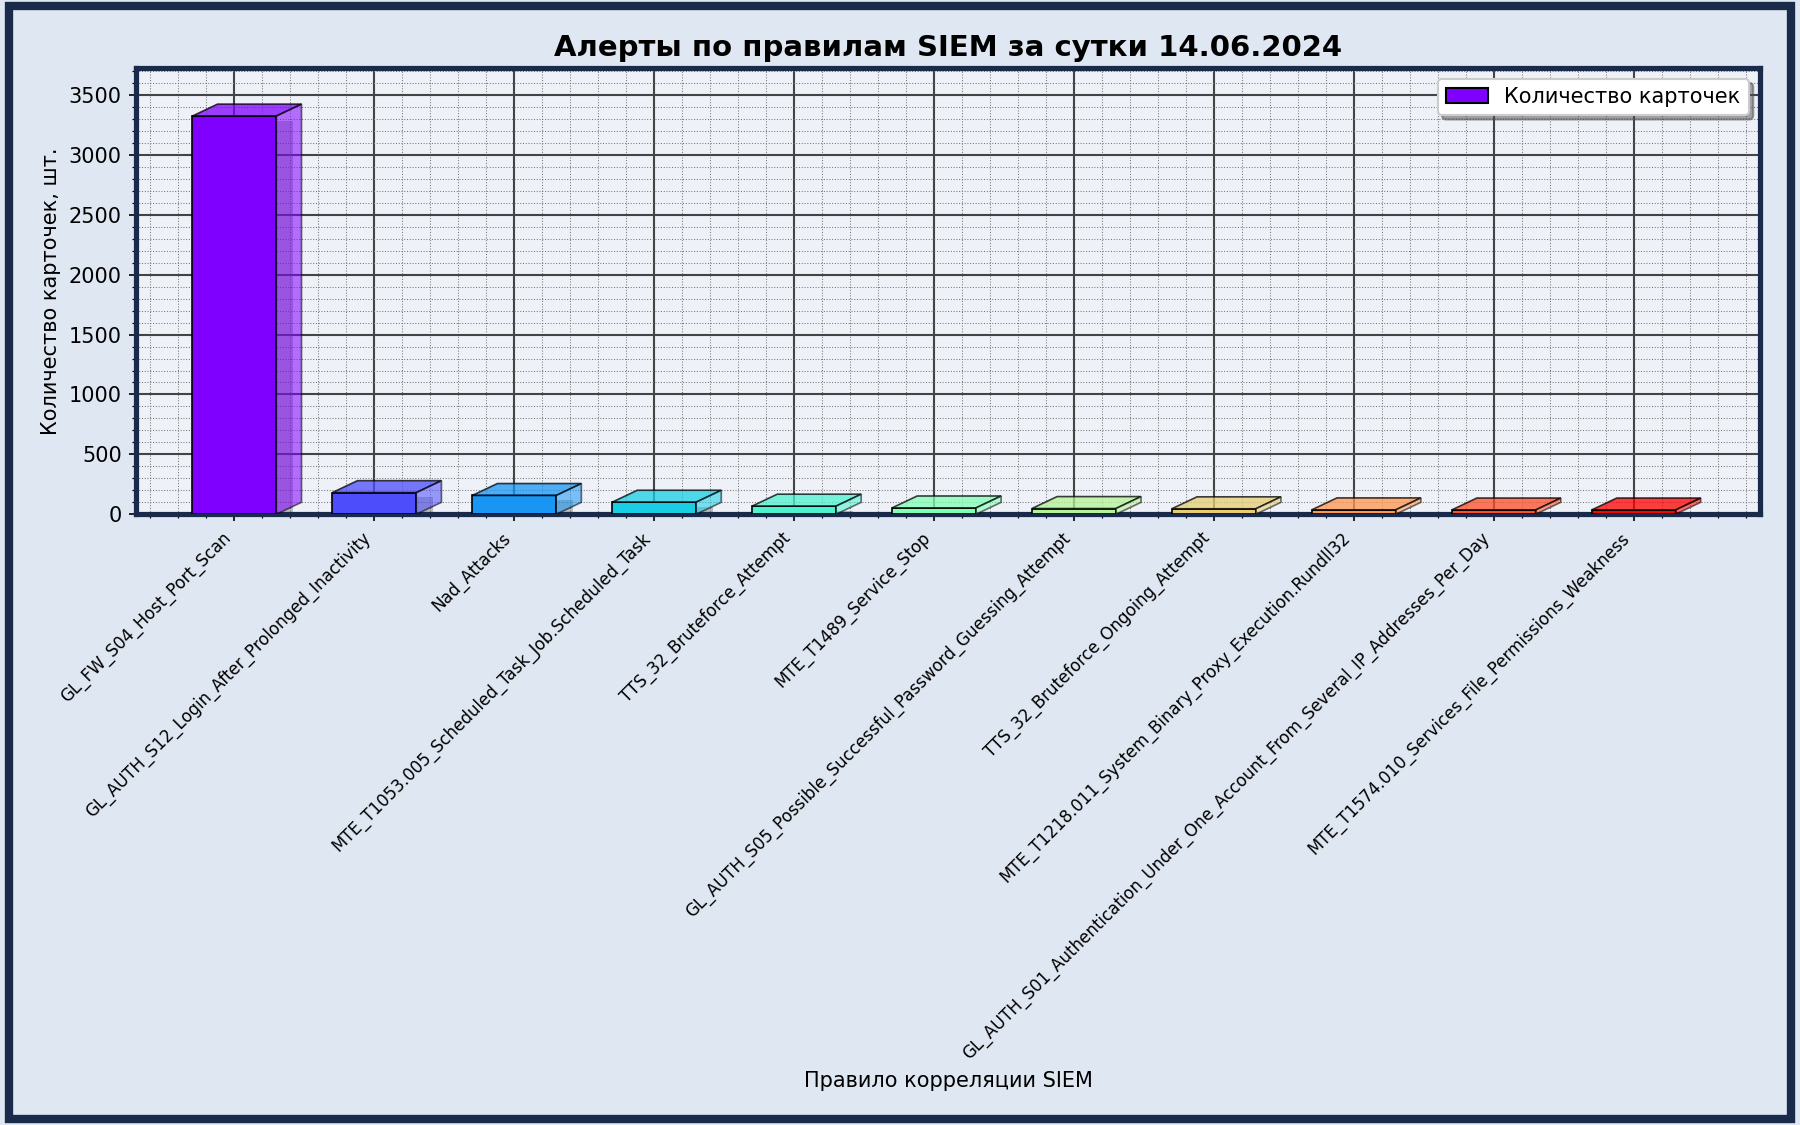 Алерты по правилам SIEM за сутки 14.06.2024
Количество карточек
Количество карточек, шт.
3500
3000
2500
2000
1500
1000
500
0
GL_FW_S04_Host_Port_Scan
GL_AUTH_S12_Login_After_Prolonged_Inactivity
Nad_Attacks
MTE_T1053.005_Scheduled_Task_Job.Scheduled_Task
TTS_32_Bruteforce_Attempt
MTE_T1489_Service_Stop
GL_AUTH_S05_Possible_Successful_Password_Guessing_Attempt
TTS_32_Bruteforce_Ongoing_Attempt
MTE_T1218.011_System_Binary_Proxy_Execution.Rundll32
GL_AUTH_S01_Authentication_Under_One_Account_From_Several_IP_Addresses_Per_Day
MTE_T1574.010_Services_File_Permissions_Weakness
Правило корреляции SIEM